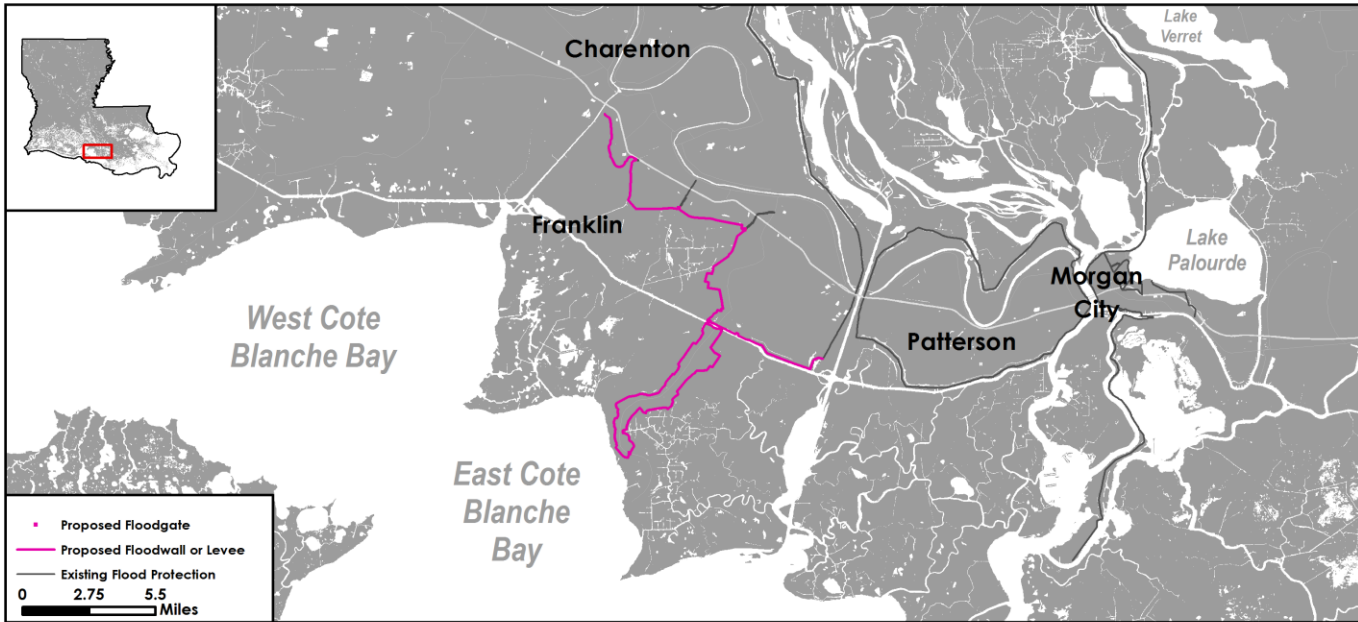 Charenton
Lake
Verret
Franklin
Lake
Palourde
Morgan
City
West Cote
Blanche Bay
Patterson
East Cote
Blanche
Bay
Proposed Floodgate
Proposed Floodwall or Levee
Existing Flood Protection
0 2.75 5.5
Miles